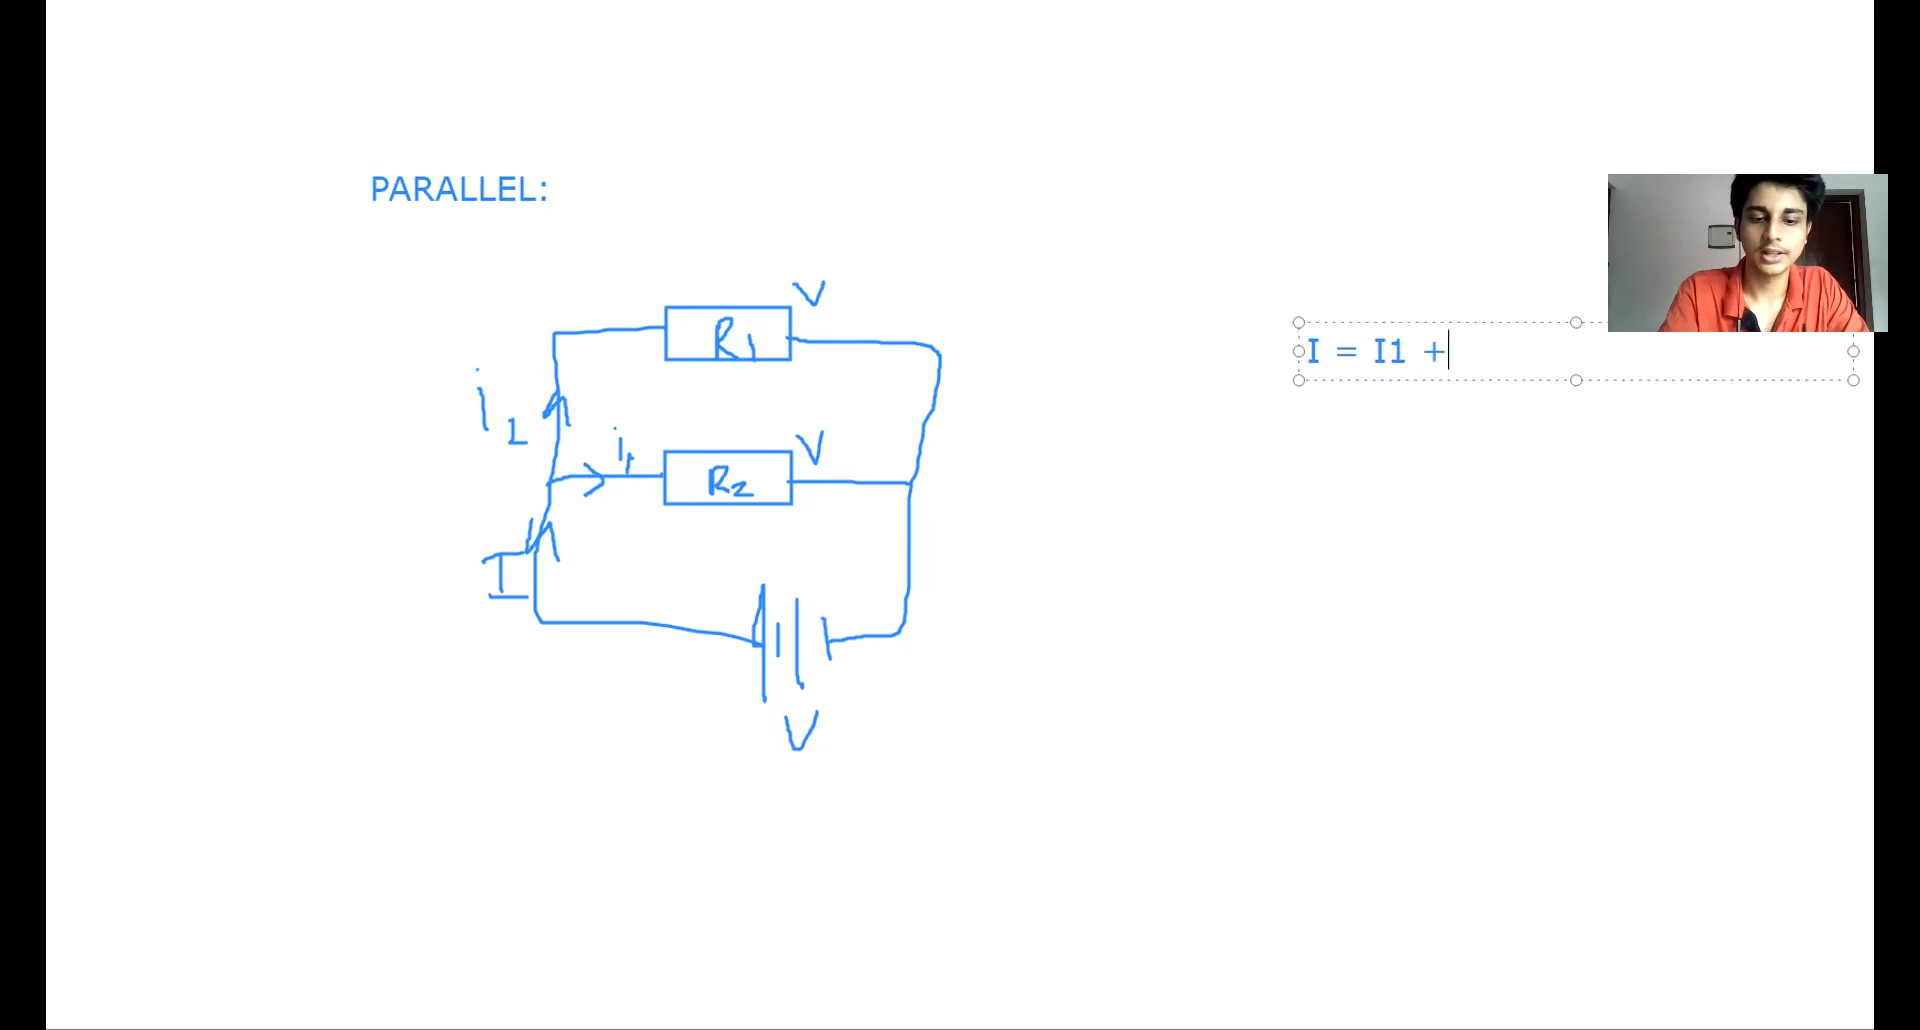 PARALLEL:
V
R1
I = I1 +
i2
i1
V
R2
I
V